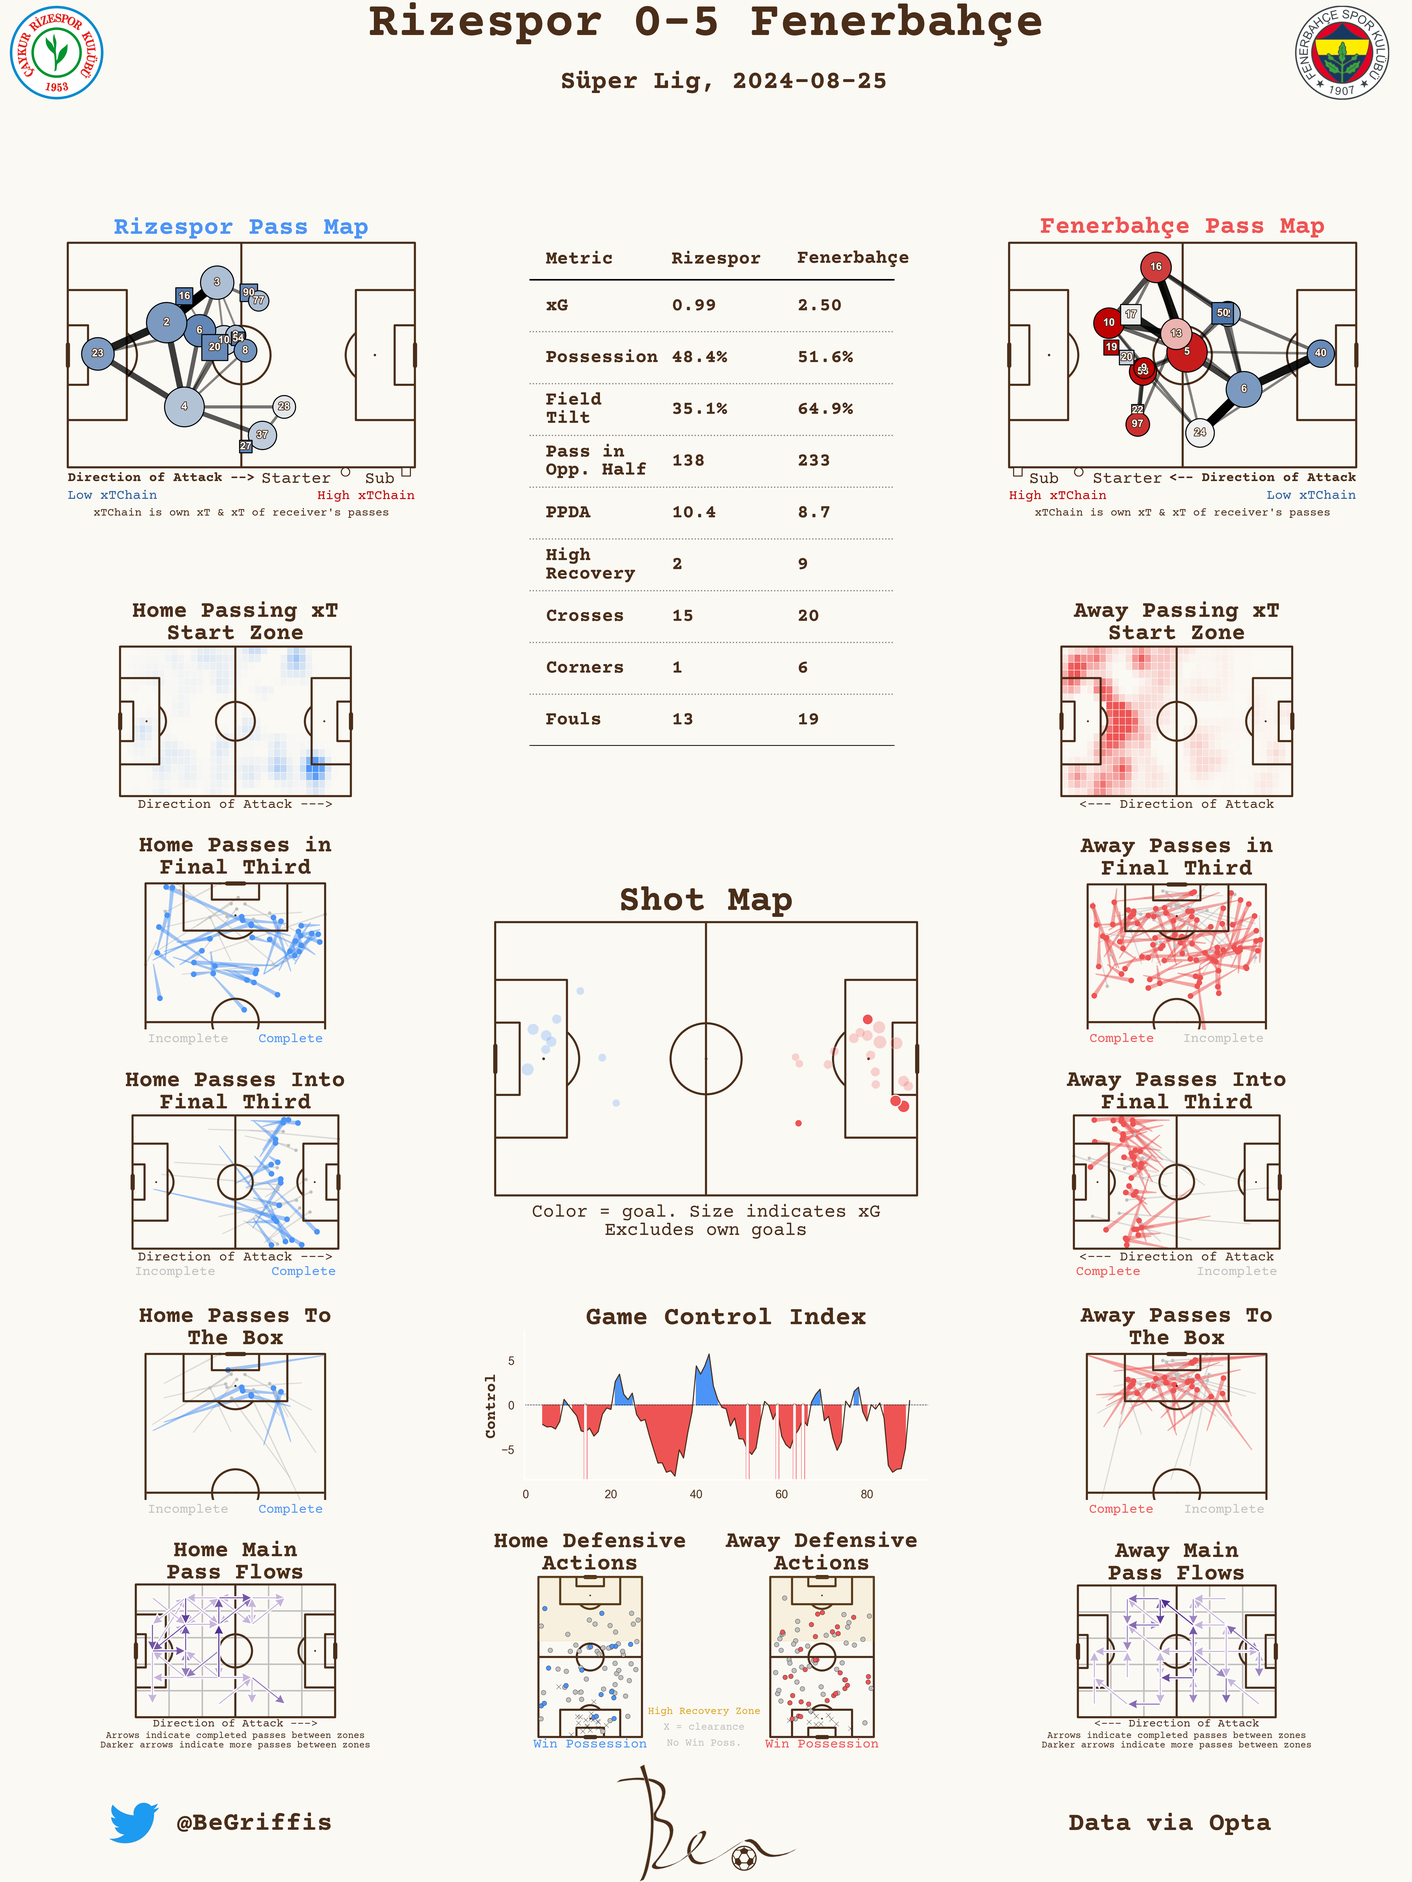 Rizespor 0-5 Fenerbahçe
Süper Lig, 2024-08-25
ÇAYKUR RİZESPOR KULÜBÜ
1953
FENERBAHÇE SPOR KULÜBÜ
★ 1907 ★
Rizespor Pass Map
3
16
90
77
2
6
10
54
20
8
23
4
28
37
27
Direction of Attack -->
Starter
Sub
Low xTChain
High xTChain
xTChain is own xT & xT of receiver's passes
Metric Rizespor Fenerbahçe
xG 0.99 2.50
Possession 48.4% 51.6%
Field
Tilt 35.1% 64.9%
Pass in
Opp. Half 138 233
PPDA 10.4 8.7
High
Recovery 2 9
Crosses 15 20
Corners 1 6
Fouls 13 19
Fenerbahçe Pass Map
16
10
17
50
13
19
20
5
40
9
53
6
22
97
24
Sub
Starter
<-- Direction of Attack
High xTChain
Low xTChain
xTChain is own xT & xT of receiver's passes
Home Passing xT
Start Zone
Direction of Attack --->
Away Passing xT
Start Zone
<--- Direction of Attack
Home Passes in
Final Third
Incomplete
Complete
Away Passes in
Final Third
Complete
Incomplete
Shot Map
Color = goal. Size indicates xG
Excludes own goals
Home Passes Into
Final Third
Direction of Attack --->
Incomplete
Complete
Away Passes Into
Final Third
<--- Direction of Attack
Complete
Incomplete
Home Passes To
The Box
Incomplete
Complete
Game Control Index
Control
5
0
−5
0 20 40 60 80
Away Passes To
The Box
Complete
Incomplete
Home Main
Pass Flows
Direction of Attack --->
Arrows indicate completed passes between zones
Darker arrows indicate more passes between zones
Home Defensive
Actions
Win Possession
High Recovery Zone
X = clearance
No Win Poss.
Away Defensive
Actions
Win Possession
Away Main
Pass Flows
<--- Direction of Attack
Arrows indicate completed passes between zones
Darker arrows indicate more passes between zones
@BeGriffis
Ben
Data via Opta